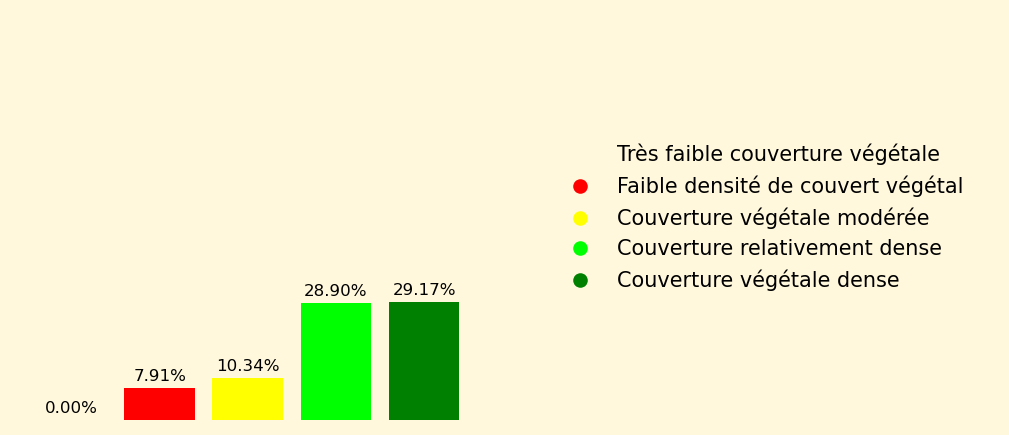 Très faible couverture végétale
Faible densité de couvert végétal
Couverture végétale modérée
Couverture relativement dense
Couverture végétale dense
28.90%
29.17%
10.34%
7.91%
0.00%